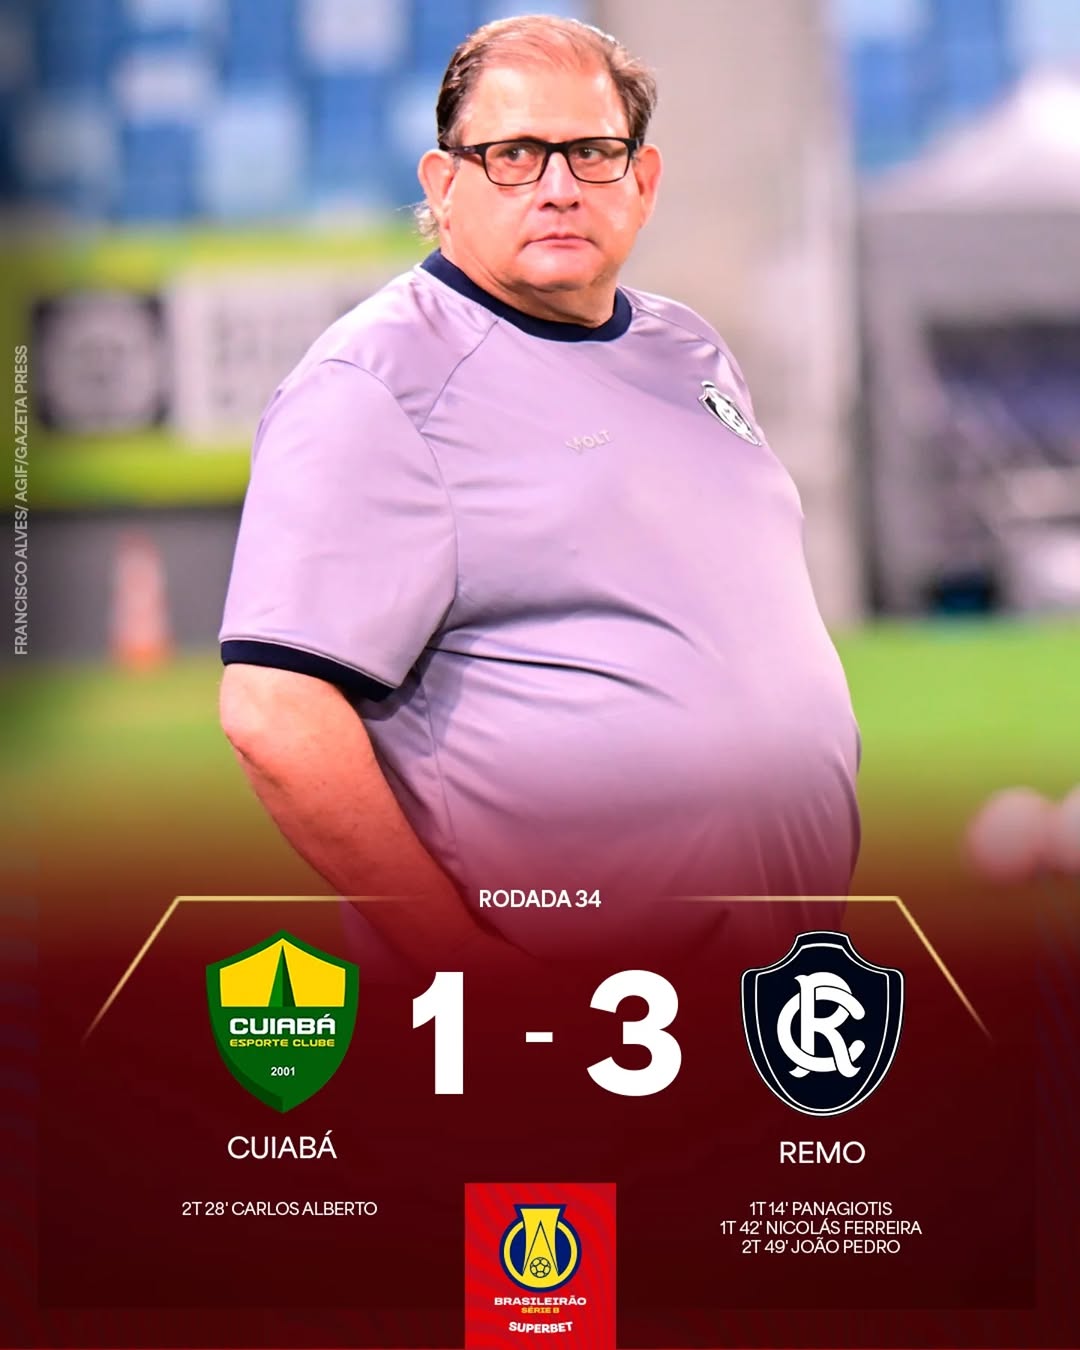 FRANCISCO ALVES/ AGIF/GAZETA PRESS
VOLT
RODADA 34
CUIABÁ
ESPORTE CLUBE
2001
1 - 3
CR
CUIABÁ
REMO
2T 28' CARLOS ALBERTO
1T 14' PANAGIOTIS
1T 42' NICOLÁS FERREIRA
2T 49' JOÃO PEDRO
BRASILEIRÃO
SÉRIE B
SUPERBET